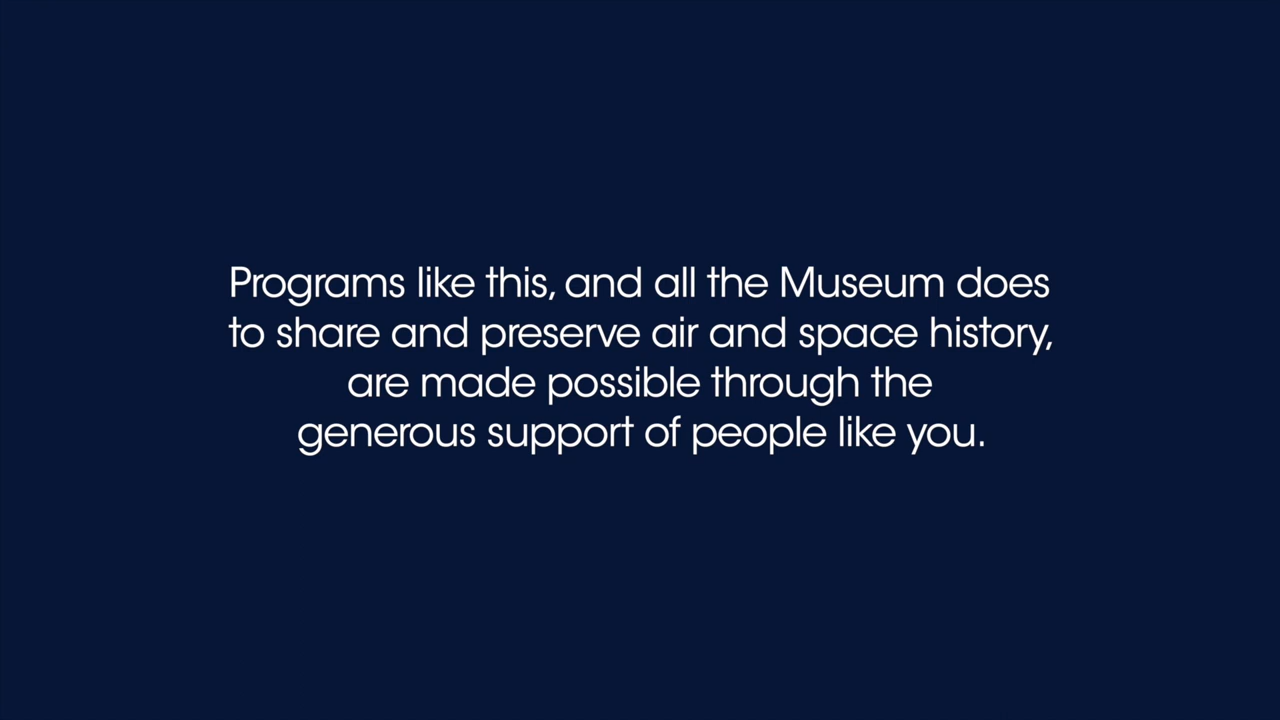 Programs like this, and all the Museum does
to share and preserve air and space history,
are made possible through the
generous support of people like you.